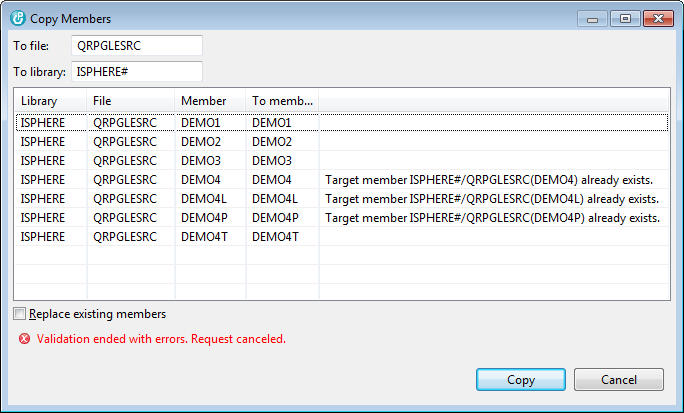 Copy Members
To file: QRPGLESRC
To library: ISPHERE#
Library File Member To memb...
ISPHERE QRPGLESRC DEMO1 DEMO1
ISPHERE QRPGLESRC DEMO2 DEMO2
ISPHERE QRPGLESRC DEMO3 DEMO3
ISPHERE QRPGLESRC DEMO4 DEMO4 Target member ISPHERE#/QRPGLESRC(DEMO4) already exists.
ISPHERE QRPGLESRC DEMO4L DEMO4L Target member ISPHERE#/QRPGLESRC(DEMO4L) already exists.
ISPHERE QRPGLESRC DEMO4P DEMO4P Target member ISPHERE#/QRPGLESRC(DEMO4P) already exists.
ISPHERE QRPGLESRC DEMO4T DEMO4T
Replace existing members
Validation ended with errors. Request canceled.
Copy Cancel